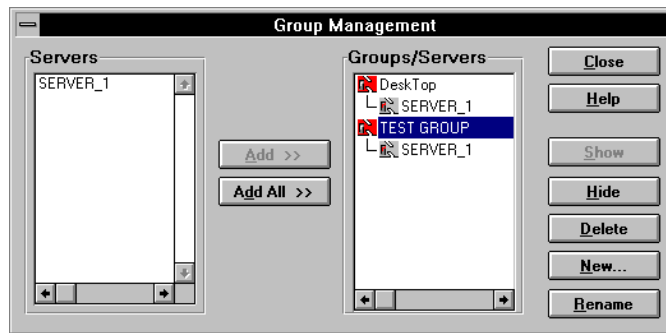 Group Management
Servers
SERVER_1
Add >>
Add All >>
Groups/Servers
DeskTop
SERVER_1
TEST GROUP
SERVER_1
Close
Help
Show
Hide
Delete
New...
Rename